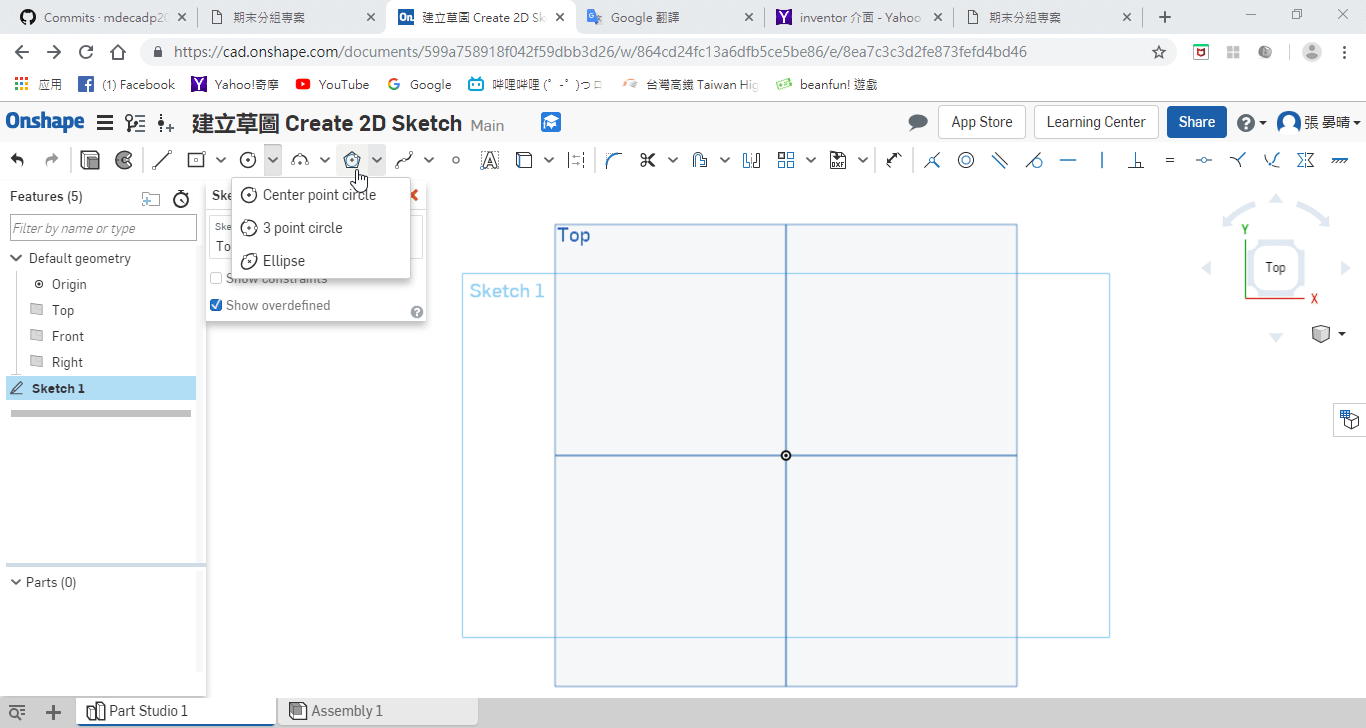 Commits · mdecadp20
期末分組專案
On. 建立草圖 Create 2D Sk
Google 翻譯
inventor 介面 - Yahoo
期末分組專案
https://cad.onshape.com/documents/599a758918f042f59dbb3d26/w/864cd24fc13a6dfb5ce5be86/e/8ea7c3c3d2fe873fefd4bd46
应用
(1) Facebook
Yahoo!奇摩
YouTube
Google
嗶哩嗶哩 (゜-゜)つロ
台灣高鐵 Taiwan Hig
beanfun! 遊戲
Onshape
建立草圖 Create 2D Sketch Main
App Store
Learning Center
Share
張 晏晴
DXF
Features (5)
Ske
Filter by name or type
Ske
To
Center point circle
3 point circle
Ellipse
Show constraints
Show overdefined
Default geometry
Origin
Top
Front
Right
Sketch 1
Parts (0)
Top
Sketch 1
Y
Top
X
Part Studio 1
Assembly 1